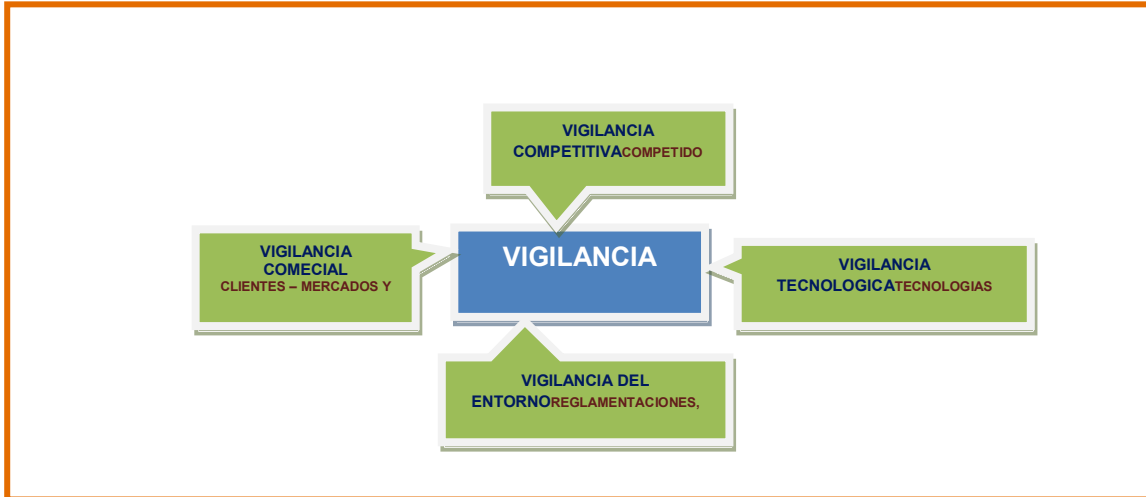 VIGILANCIA
COMPETITIVACOMPETIDO
VIGILANCIA
VIGILANCIA
COMECIAL
CLIENTES – MERCADOS Y
VIGILANCIA
TECNOLOGICATECNOLOGIAS
VIGILANCIA DEL
ENTORNOREGLAMENTACIONES,